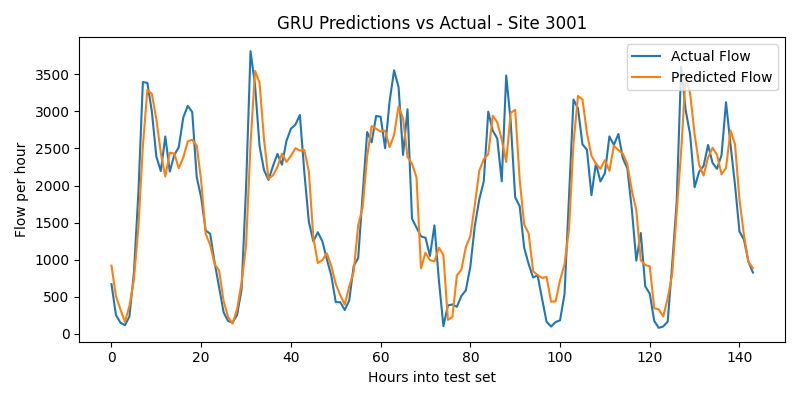 GRU Predictions vs Actual - Site 3001
Actual Flow
Predicted Flow
Flow per hour
3500
3000
2500
2000
1500
1000
500
0
0 20 40 60 80 100 120 140
Hours into test set